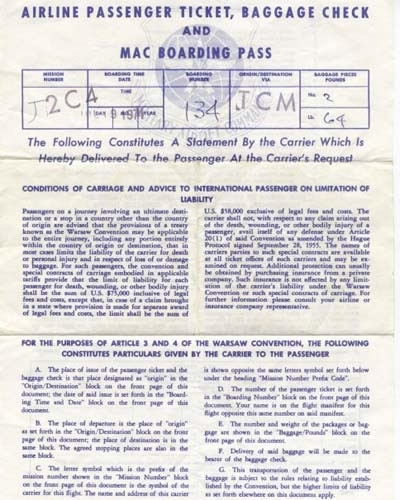 AIRLINE PASSENGER TICKET, BAGGAGE CHECK
AND
MAC BOARDING PASS
MISSION NUMBER
BOARDING TIME DATE
BOARDING NUMBER
ORIGIN/DESTINATION VIA
BAGGAGE PIECES POUNDS
J2C4
TIME
DAY
YEAR
134
JCM
No. 2
Lb. 64
The Following Constitutes A Statement By the Carrier Which Is
Hereby Delivered To the Passenger At the Carrier's Request
CONDITIONS OF CARRIAGE AND ADVICE TO INTERNATIONAL PASSENGER ON LIMITATION OF
LIABILITY
Passengers on a journey involving an ultimate desti-
nation or a stop in a country other than the country
of origin are advised that the provisions of a treaty
known as the Warsaw Convention may be applicable
to the entire journey, including any portion entirely
within the country of origin or destination, that in
most cases limits the liability of carrier for death
or personal injury and in respect of loss or damage
to baggage. For such passengers, the convention and
special contracts of carriage embodied in applicable
tariffs provide that the limit of liability for each
passenger for death, wounding, or other bodily injury
shall be the sum of U.S. $75,000 inclusive of legal
fees and costs, except that, in case of a claim brought
in a state where provision is made for separate award
of legal fees and costs, the limit shall be the sum of
U.S. $58,000 exclusive of legal fees and costs. The
carrier shall not, with respect to any claim arising out
of the death, wounding, or other bodily injury of a
passenger, avail itself of any defense under Article
20(1) of said Convention as amended by the Hague
Protocol signed September 28, 1955. The names of
carriers parties to such special contracts are available
at all ticket offices of such carriers and may be ex-
amined on request. Additional protection can usually
be obtained by purchasing insurance from a private
company. Such insurance is not affected by any limit-
ation of the carrier's liability under the Warsaw
Convention or such special contracts of carriage. For
further information please consult your airline or
insurance company representative.
FOR THE PURPOSES OF ARTICLE 3 AND 4 OF THE WARSAW CONVENTION, THE FOLLOWING
CONSTITUTES PARTICULARS GIVEN BY THE CARRIER TO THE PASSENGER
A. The place of issue of the passenger ticket and the
baggage check is that place designated as "origin" in the
"Origin/Destination" block on the front page of this
document; the date of said issue is set forth in the "Board-
ing Time and Date" block on the front page of this
document.
B. The place of departure is the place of "origin"
as set forth in the "Origin/Destination" block on the front
page of this document; the place of destination is in the
same block. The agreed stopping places are also in the
same block.
C. The letter symbol which is the prefix of the
mission number shown in the "Mission Number" block
on the front page of this document is the symbol of the
carrier for this flight. The name and address of this carrier
is shown opposite the same letters symbol set forth below
under the heading "Mission Number Prefix Code".
D. The number of the passenger ticket is set forth
in the "Boarding Number" block on the front page of this
document. Your name is on the flight manifest for this
flight opposite this same number on said manifest.
E. The number and weight of the packages or bag-
gage are shown in the "Baggage/Pounds" block on the
front page of this document.
F. Delivery of said baggage will be made to the
bearer of the baggage check.
G. This transportation of the passenger and the
baggage is subject to the rules relating to liability estab-
lished by the Convention, but the higher limits of liability
as set forth elsewhere on this document apply.